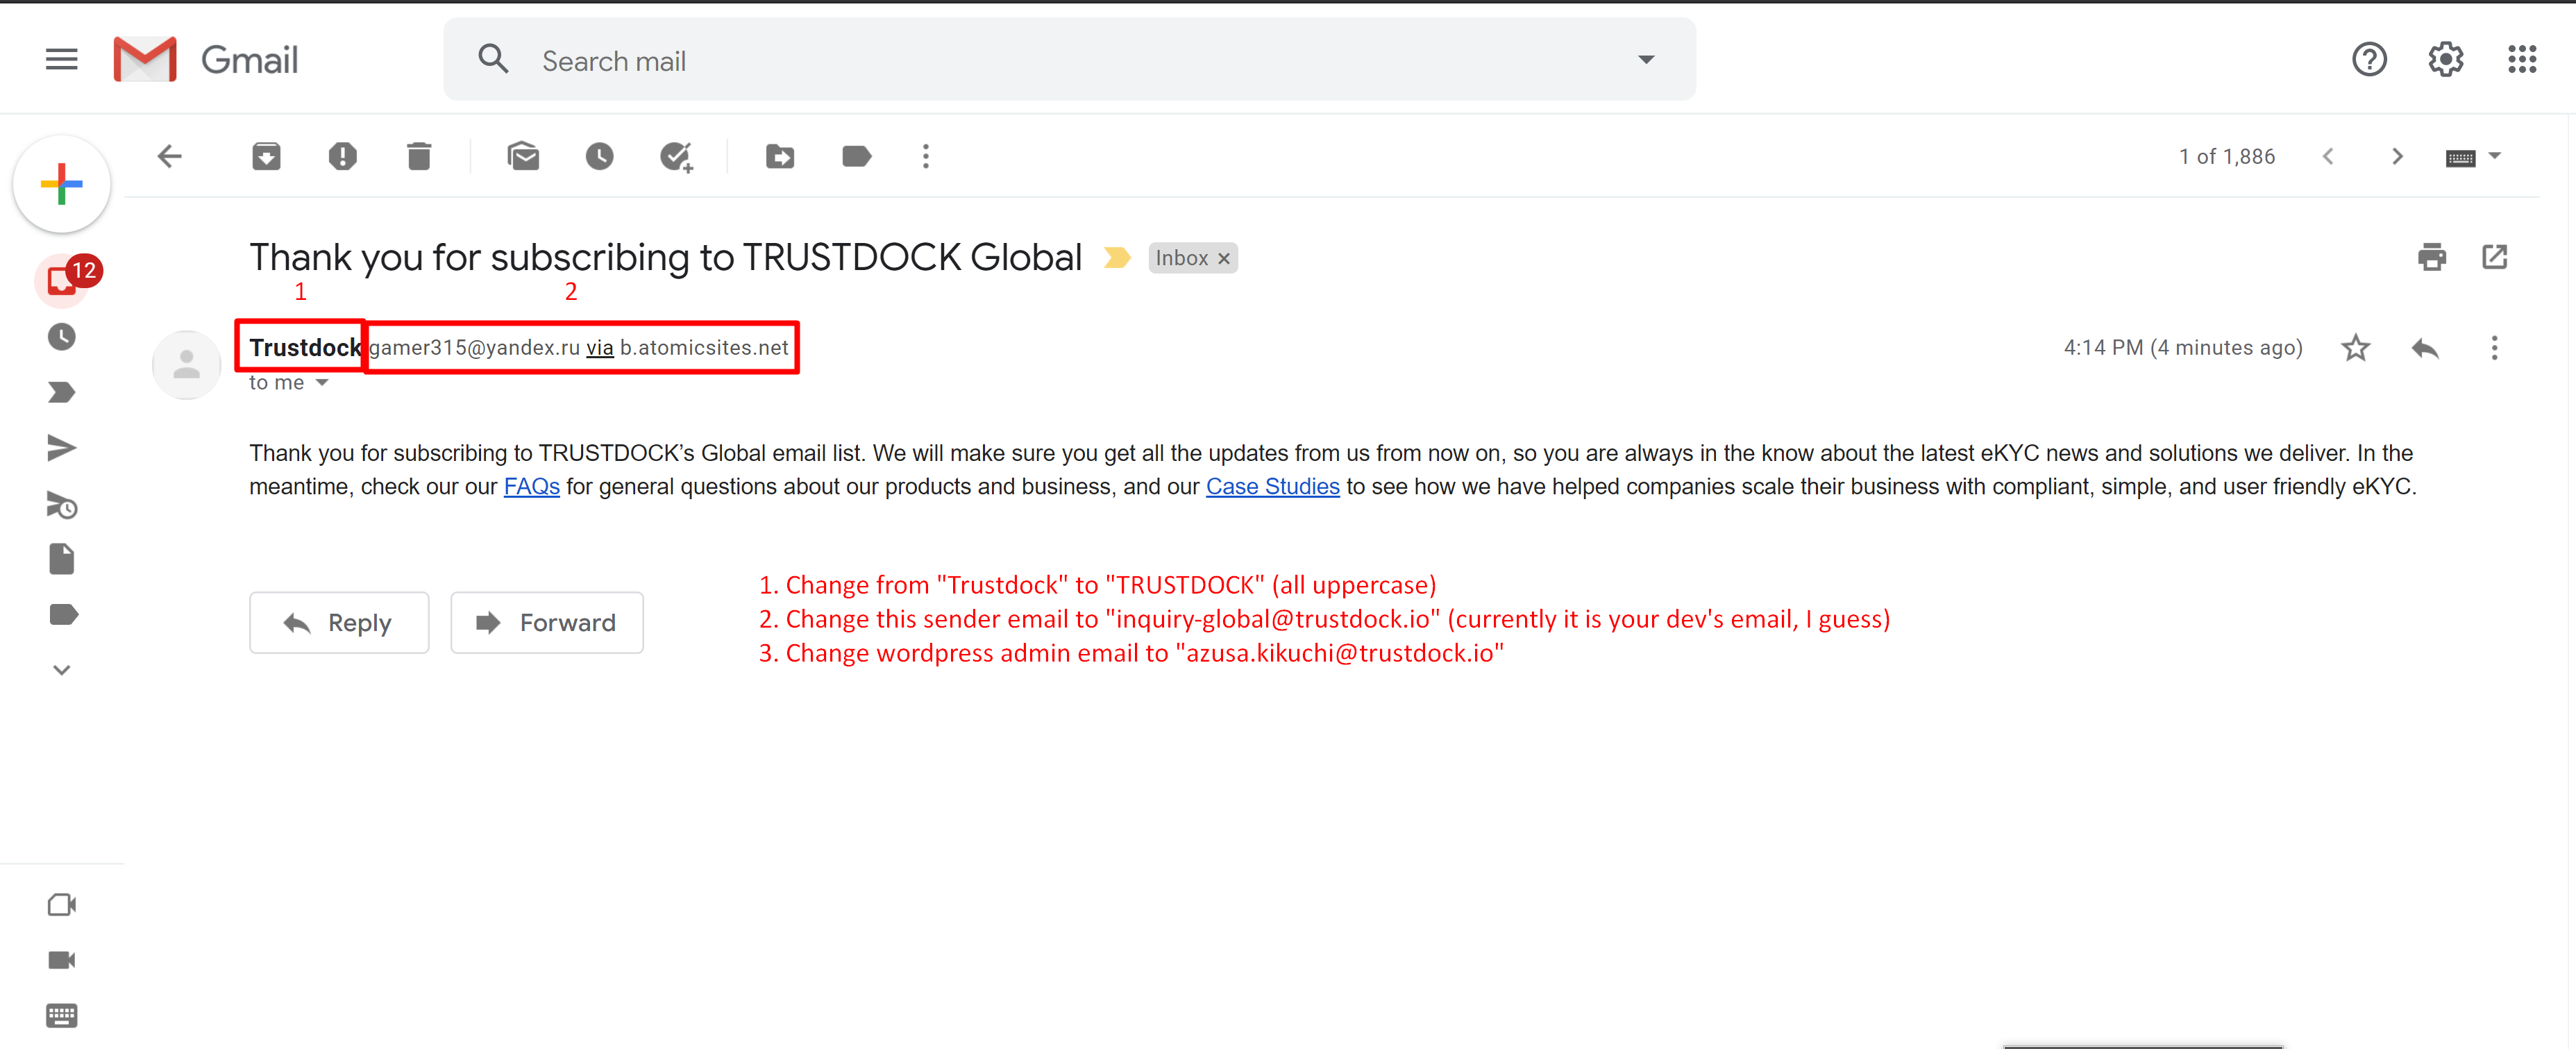 Gmail
Search mail
1 of 1,886
12
Thank you for subscribing to TRUSTDOCK Global
Inbox ×
1 2
Trustdock gamer315@yandex.ru via b.atomicsites.net
4:14 PM (4 minutes ago)
to me
Thank you for subscribing to TRUSTDOCK’s Global email list. We will make sure you get all the updates from us from now on, so you are always in the know about the latest eKYC news and solutions we deliver. In the
meantime, check our our FAQs for general questions about our products and business, and our Case Studies to see how we have helped companies scale their business with compliant, simple, and user friendly eKYC.
Reply
Forward
1. Change from "Trustdock" to "TRUSTDOCK" (all uppercase)
2. Change this sender email to "inquiry-global@trustdock.io" (currently it is your dev's email, I guess)
3. Change wordpress admin email to "azusa.kikuchi@trustdock.io"